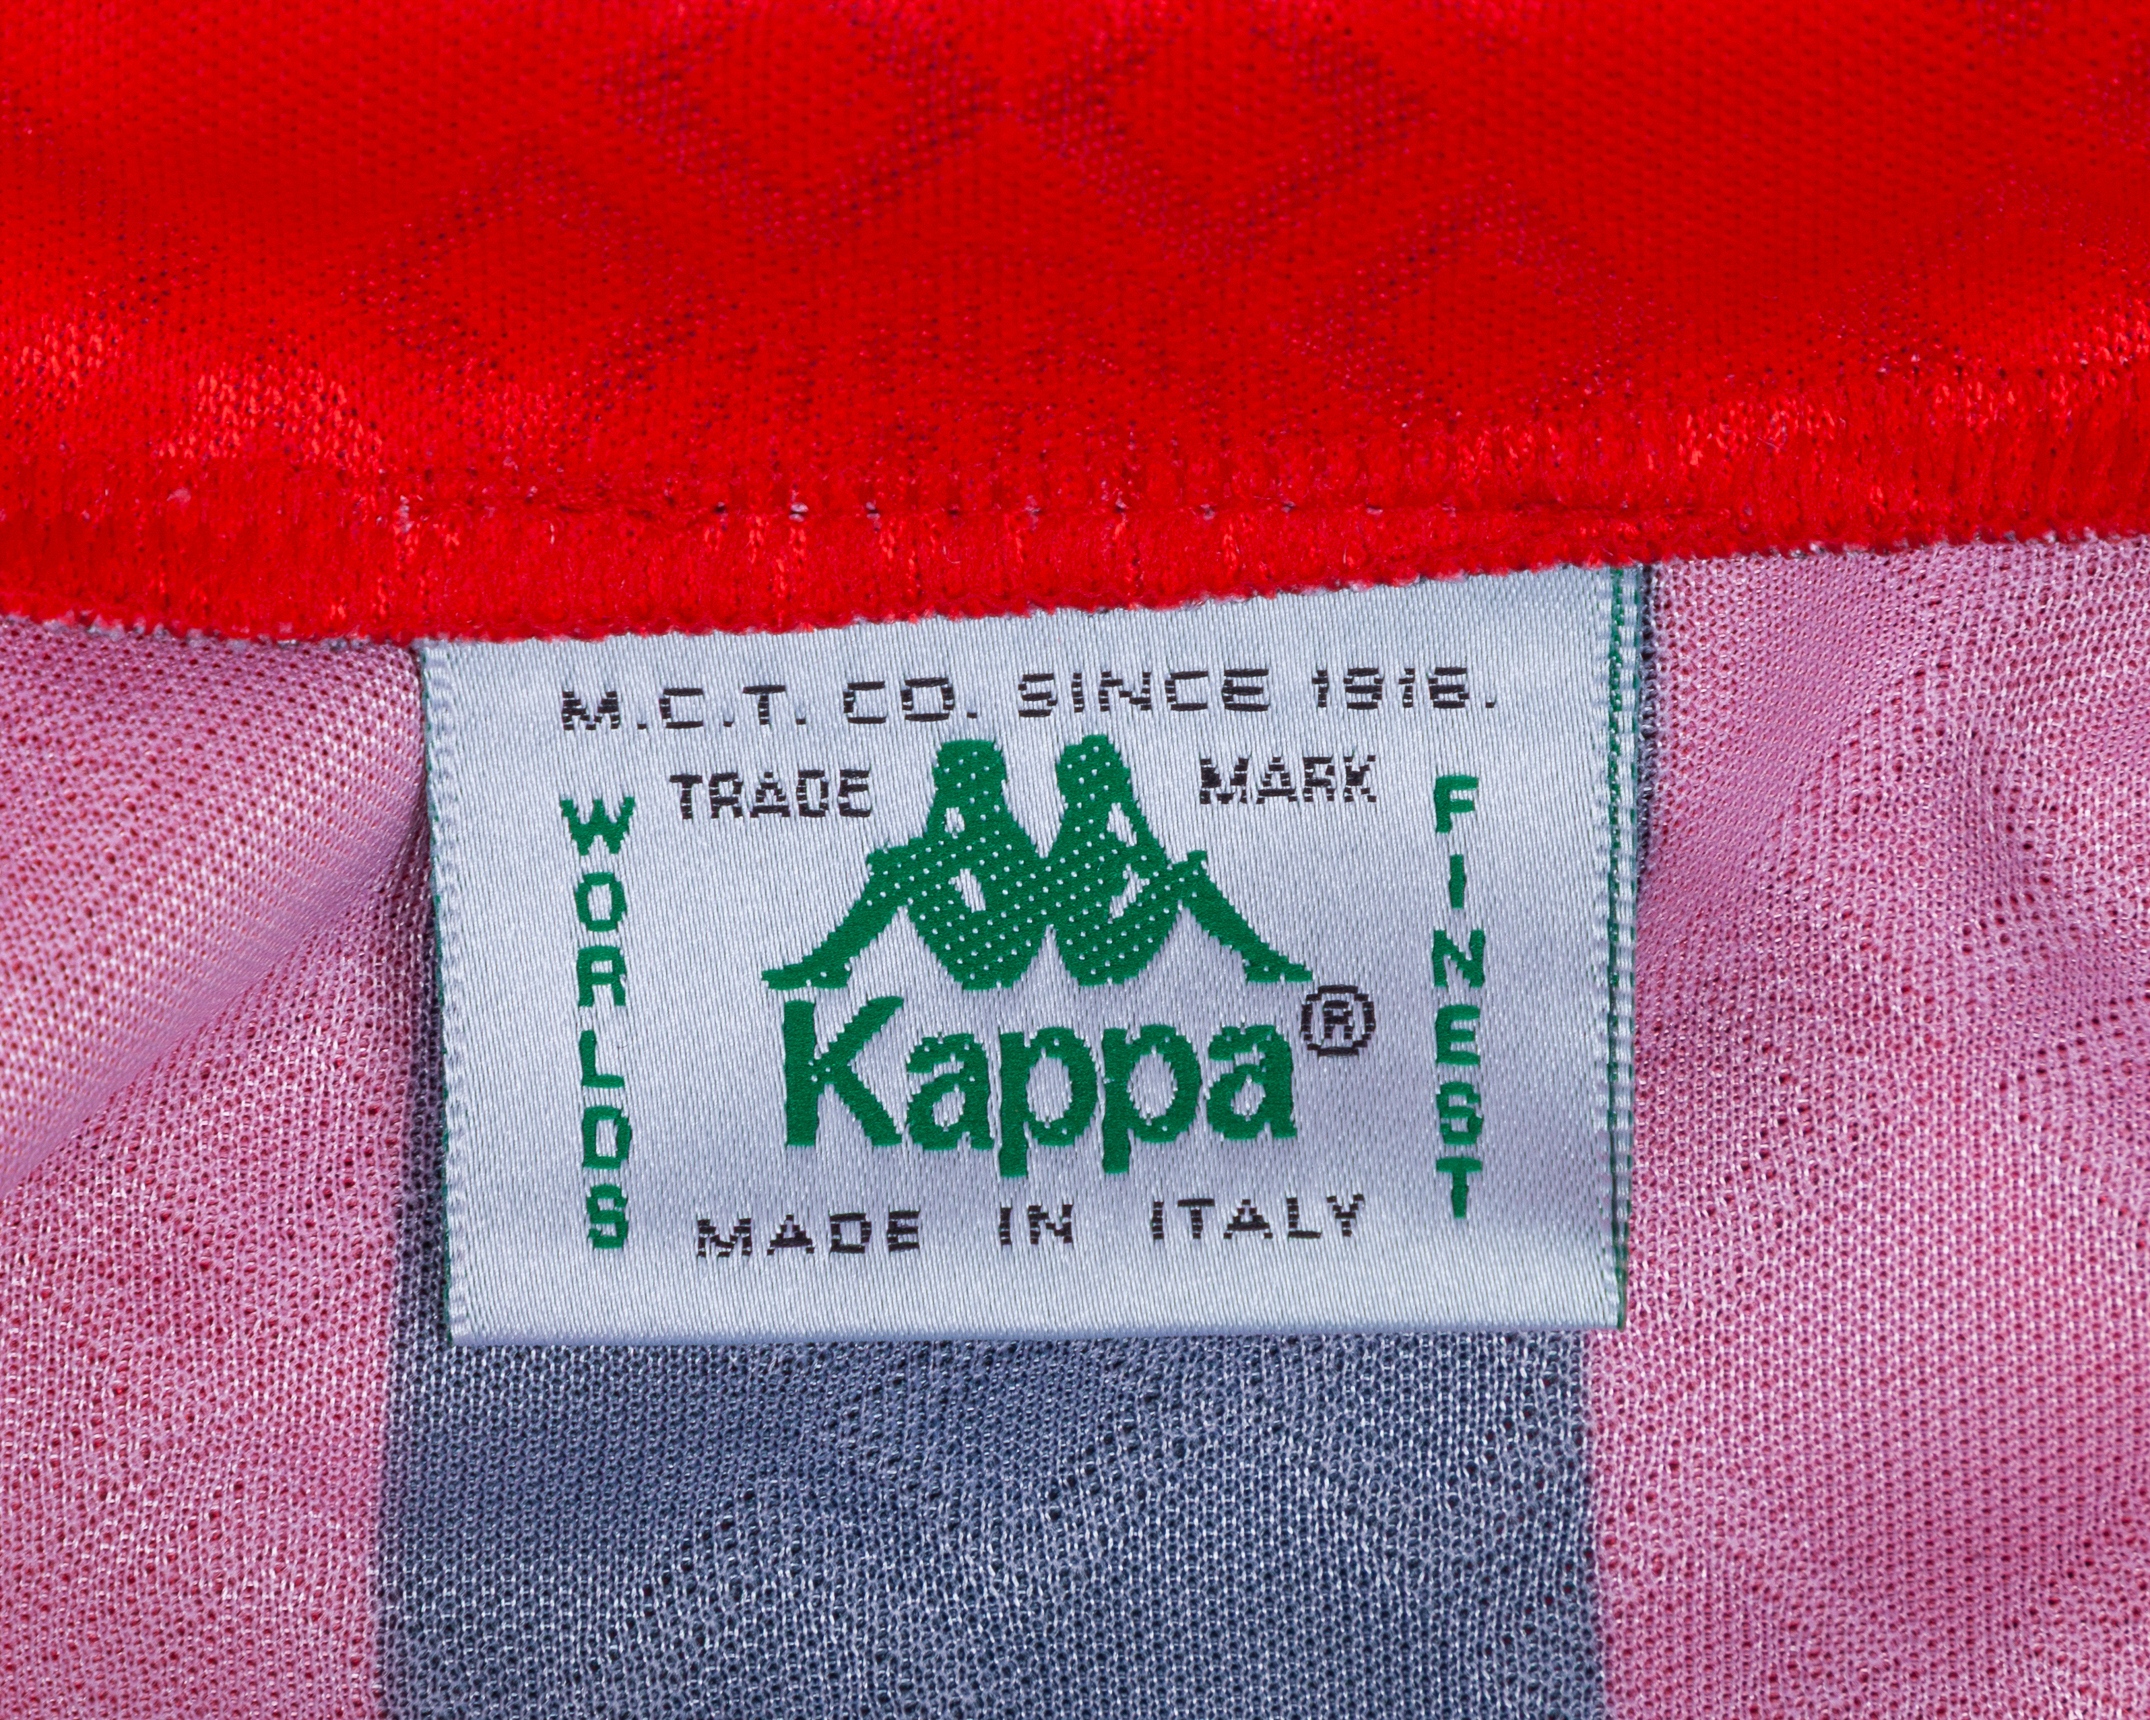 M.C.T. CO. SINCE 1916.
TRADE MARK
WORLDS
FINEST
Kappa®
MADE IN ITALY